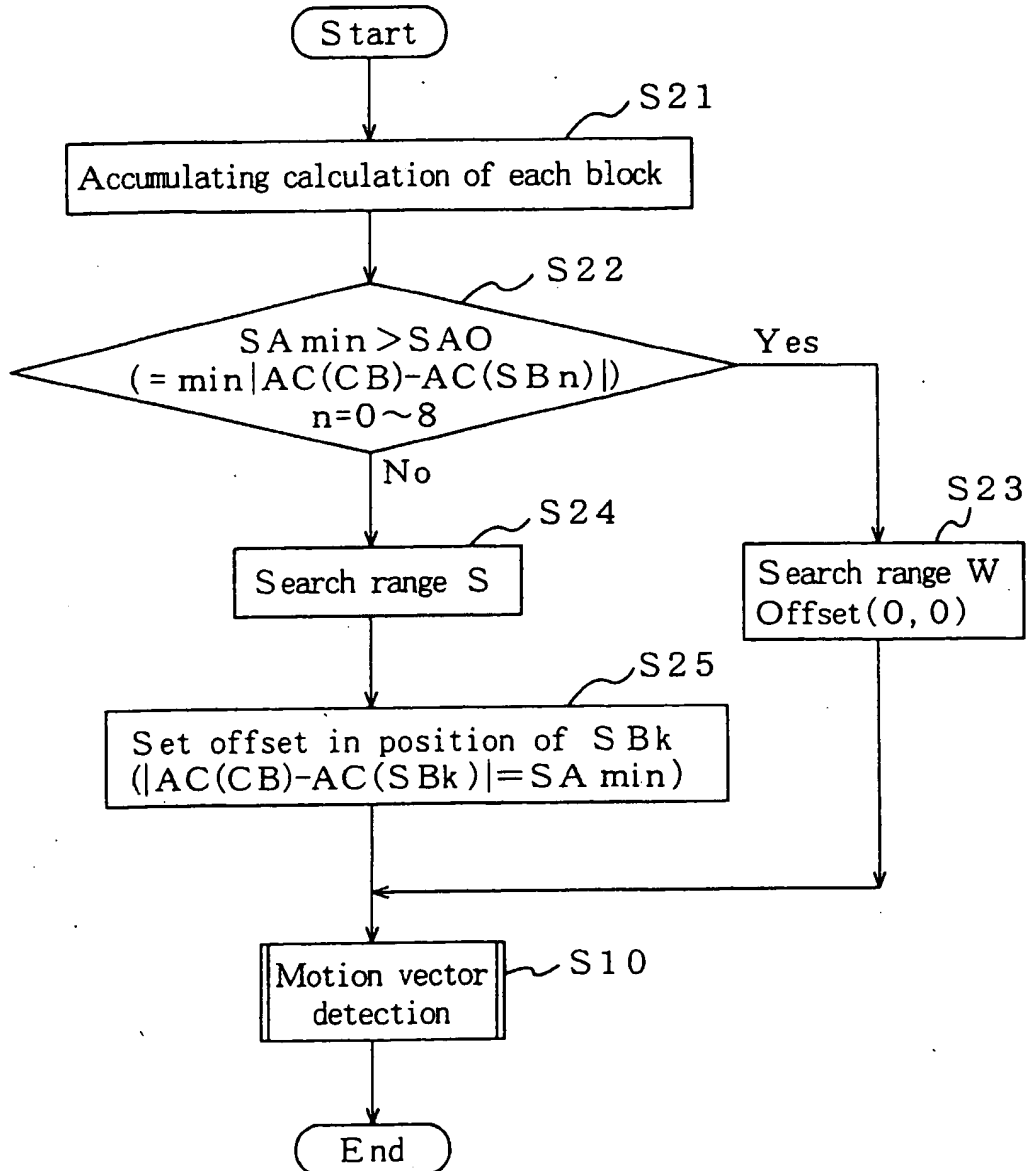 Start
S21
Accumulating calculation of each block
S22
SAmin>SAO
(=min|AC(CB)-AC(SBn)|)
n=0~8
Yes
No
S24
Search range S
S23
Search range W
Offset(0,0)
S25
Set offset in position of SBk
(|AC(CB)-AC(SBk)|=SAmin)
S10
Motion vector
detection
End